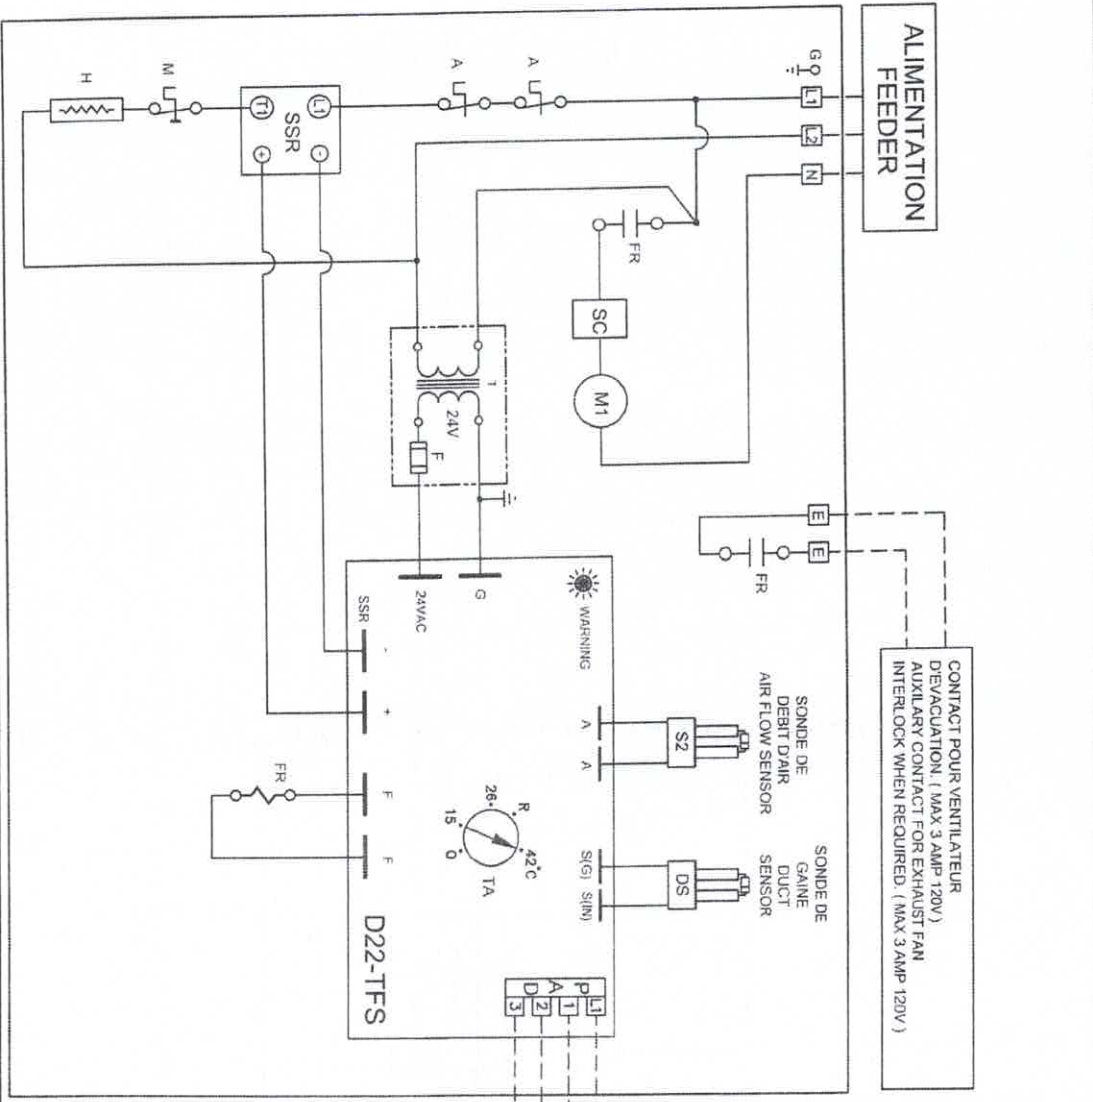 ALIMENTATION
FEEDER
G
L1
L2
N
A
A
L1
SSR
T1
-
+
M
H
FR
SC
M1
T
24V
F
E
E
FR
CONTACT POUR VENTILATEUR
D'EVACUATION. ( MAX 3 AMP 120V )
AUXILARY CONTACT FOR EXHAUST FAN
INTERLOCK WHEN REQUIRED. ( MAX 3 AMP 120V )
WARNING
G
24VAC
SSR
-
+
F
F
FR
SONDE DE
DEBIT D'AIR
AIR FLOW SENSOR
S2
A
A
SONDE DE
GAINE
DUCT
SENSOR
DS
S(G)
S(IN)
R
26
42°C
15
0
TA
D22-TFS
P
A
D
L1
1
2
3